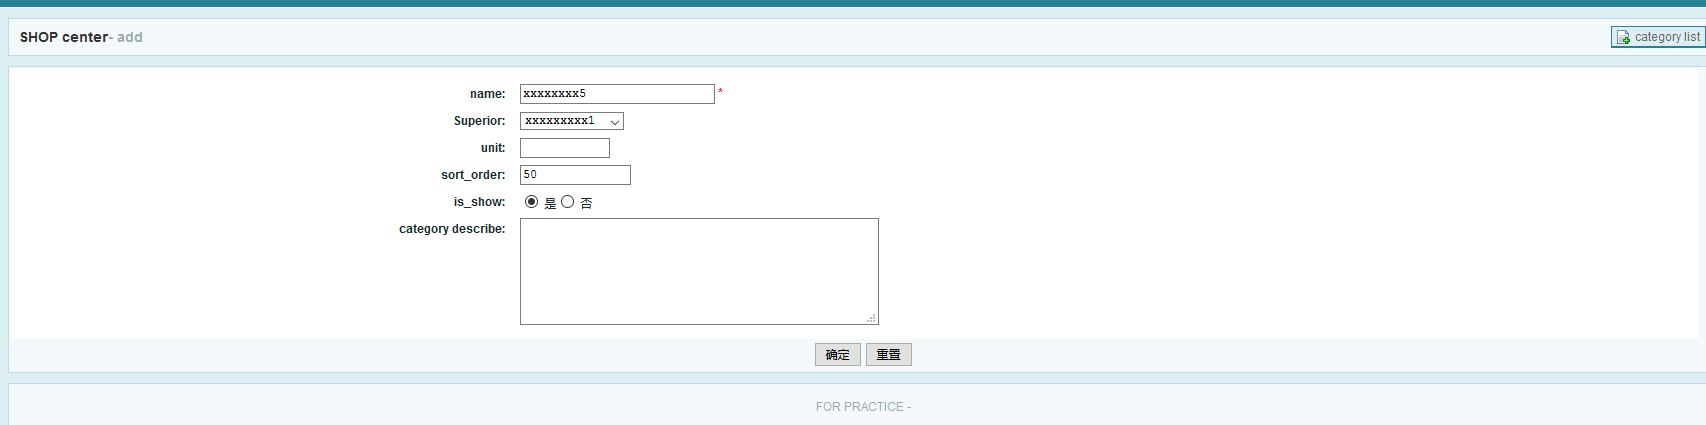 SHOP center- add
category list
name: xxxxxxxx5 *
Superior: xxxxxxxxx1
unit:
sort_order: 50
is_show: 是 否
category describe:
确定 重置
FOR PRACTICE -